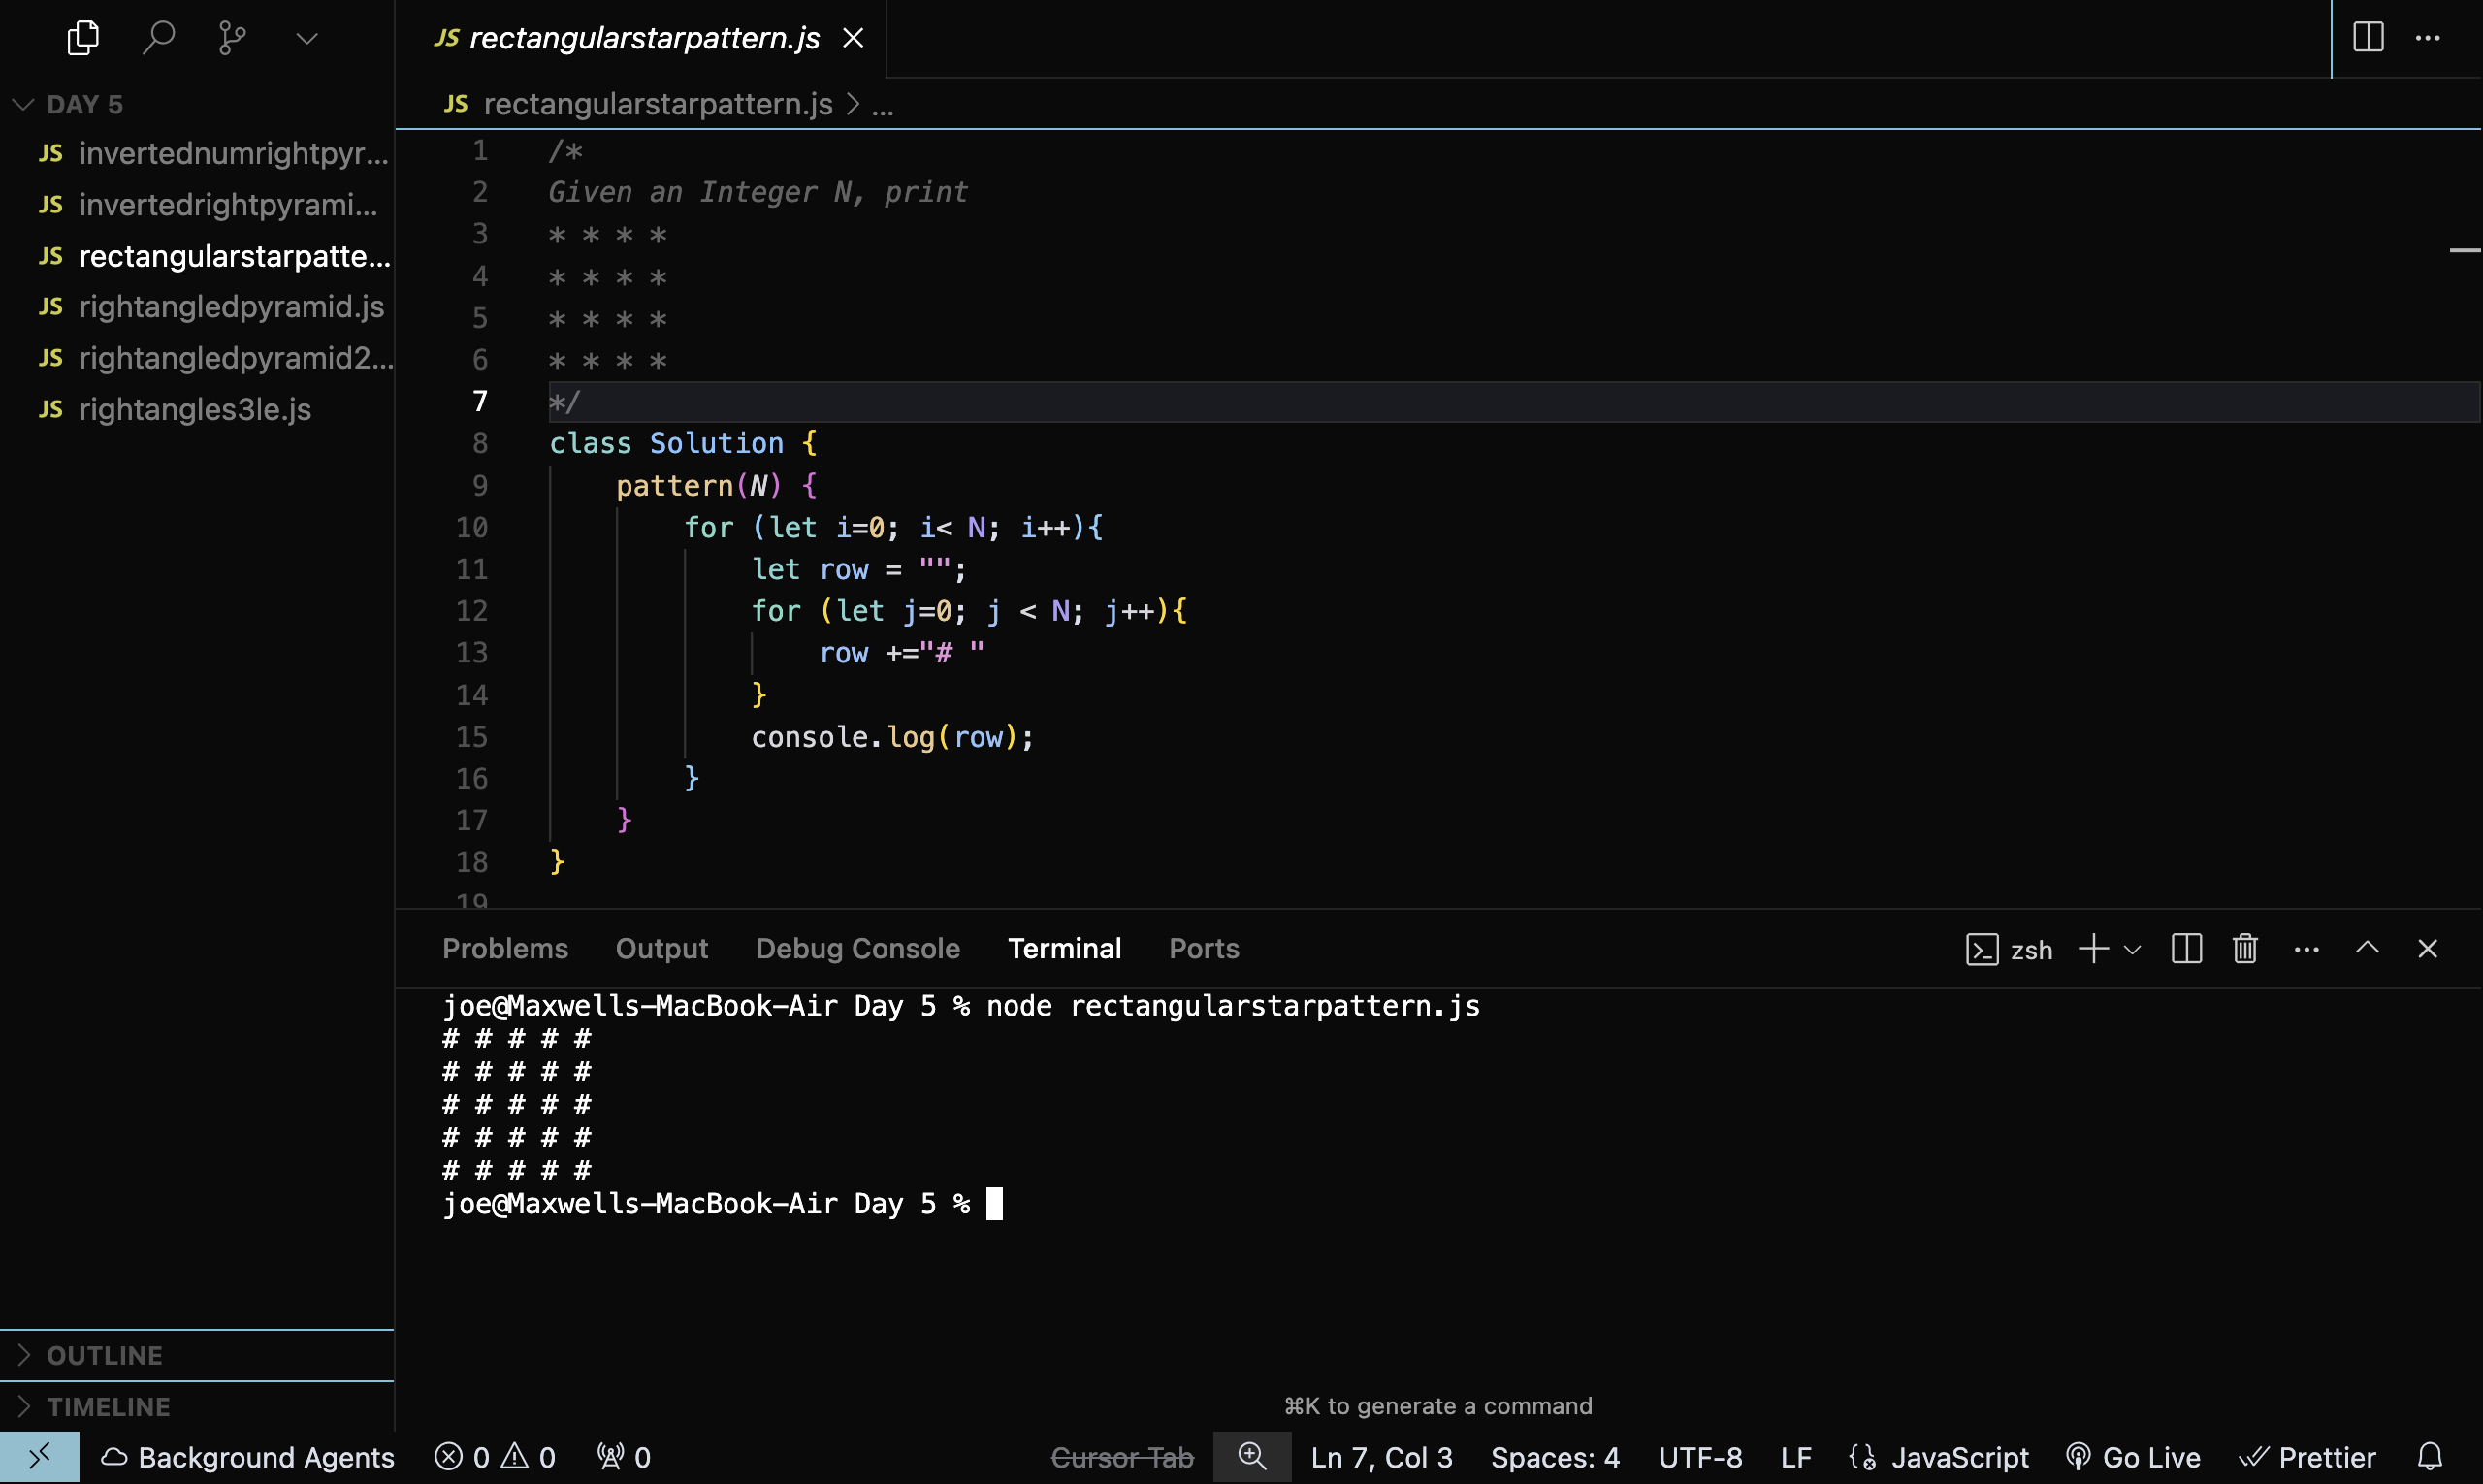 JS rectangularstarpattern.js
DAY 5
JS invertednumrightpyr...
JS invertedrightpyrami...
JS rectangularstarpatte...
JS rightangledpyramid.js
JS rightangledpyramid2...
JS rightangles3le.js
OUTLINE
TIMELINE
JS rectangularstarpattern.js > ...
1 /*
2 Given an Integer N, print
3 * * * *
4 * * * *
5 * * * *
6 * * * *
7 */
8 class Solution {
9     pattern(N) {
10         for (let i=0; i< N; i++){
11             let row = "";
12             for (let j=0; j < N; j++){
13                 row +="# "
14             }
15             console.log(row);
16         }
17     }
18 }
19
Problems Output Debug Console Terminal Ports zsh
joe@Maxwells-MacBook-Air Day 5 % node rectangularstarpattern.js
# # # # #
# # # # #
# # # # #
# # # # #
# # # # #
joe@Maxwells-MacBook-Air Day 5 %
⌘K to generate a command
Background Agents 0 0 0 Cursor Tab Ln 7, Col 3 Spaces: 4 UTF-8 LF JavaScript Go Live Prettier